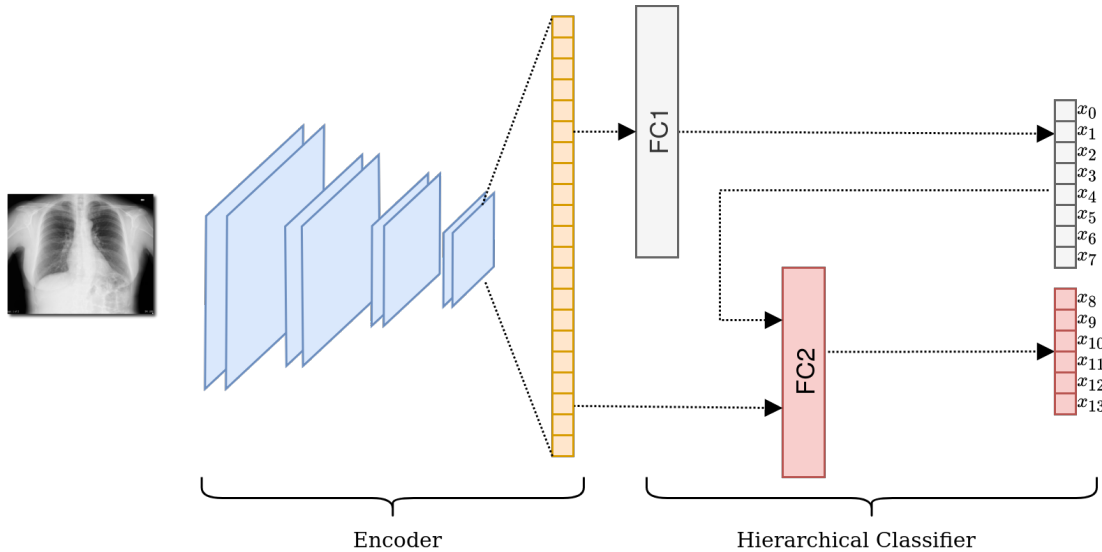 FC1
x0
x1
x2
x3
x4
x5
x6
x7
FC2
x8
x9
x10
x11
x12
x13
Encoder
Hierarchical Classifier